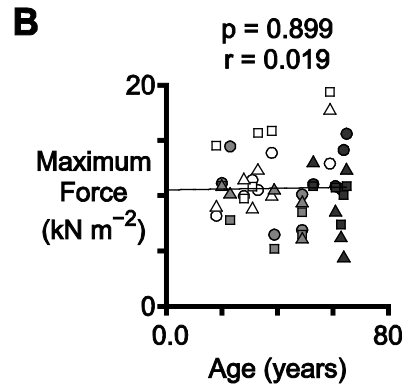 B
p = 0.899
r = 0.019
20
Maximum
Force
(kN m⁻²)
0
0.0
80
Age (years)